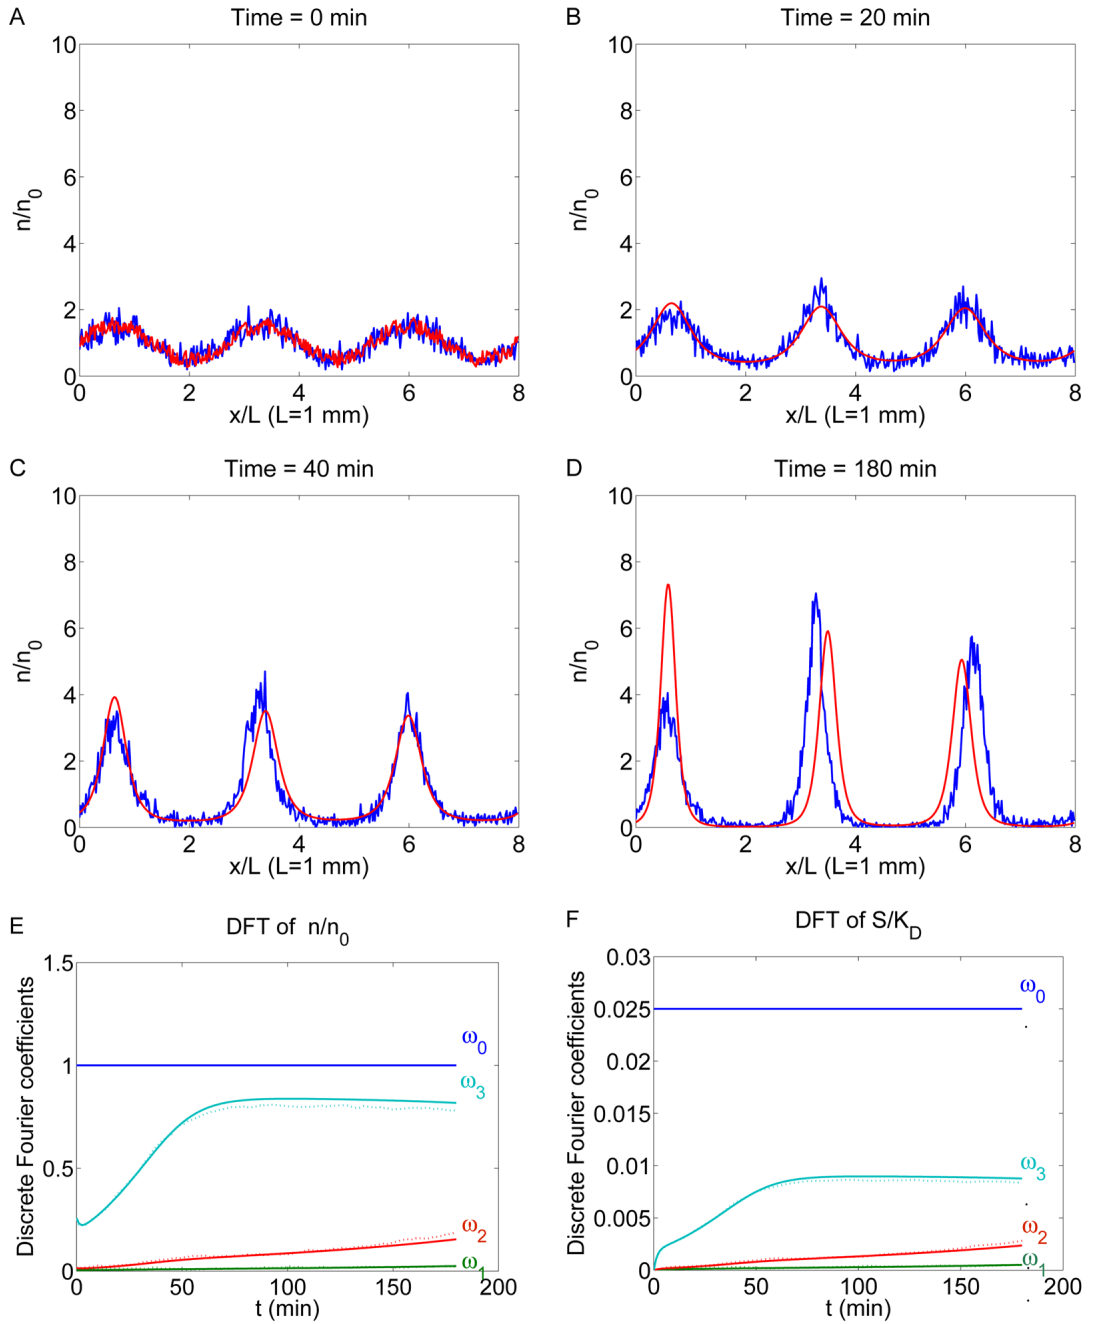 A Time = 0 min
10
8
6
4
2
0
n/n0
0 2 4 6 8
x/L (L=1 mm)
B Time = 20 min
10
8
6
4
2
0
n/n0
0 2 4 6 8
x/L (L=1 mm)
C Time = 40 min
10
8
6
4
2
0
n/n0
0 2 4 6 8
x/L (L=1 mm)
D Time = 180 min
10
8
6
4
2
0
n/n0
0 2 4 6 8
x/L (L=1 mm)
E DFT of n/n0
1.5
1
0.5
0
Discrete Fourier coefficients
ω0
ω3
ω2
ω1
0 50 100 150 200
t (min)
F DFT of S/KD
0.03
0.025
0.02
0.015
0.01
0.005
0
Discrete Fourier coefficients
ω0
ω3
ω2
ω1
0 50 100 150 200
t (min)